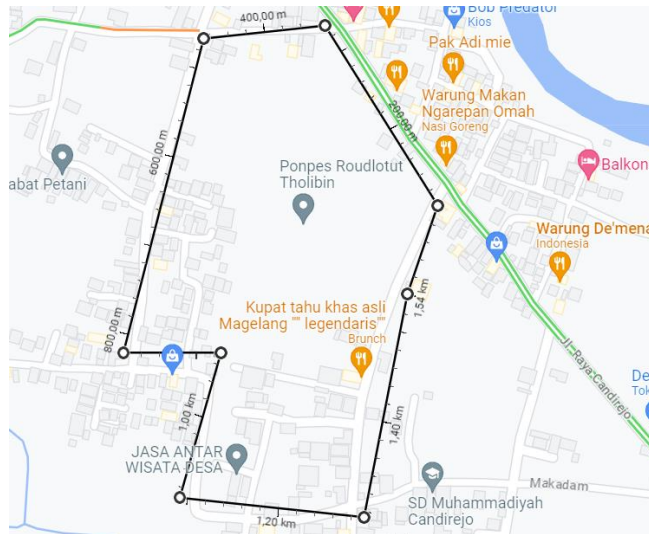 400,00 m
Bob Predator
Kios
Pak Adi mie
200,00 m
Warung Makan
Ngarepan Omah
Nasi Goreng
600,00 m
abat Petani
Ponpes Roudlotut
Tholibin
Balkon
Warung De'mena
Indonesia
1,54 km
Kupat tahu khas asli
Magelang "" legendaris""
Brunch
800,00 m
Jl. Raya Candirejo
De
Tok
1,00 km
1,40 km
JASA ANTAR
WISATA DESA
Makadam
SD Muhammadiyah
Candirejo
1,20 km